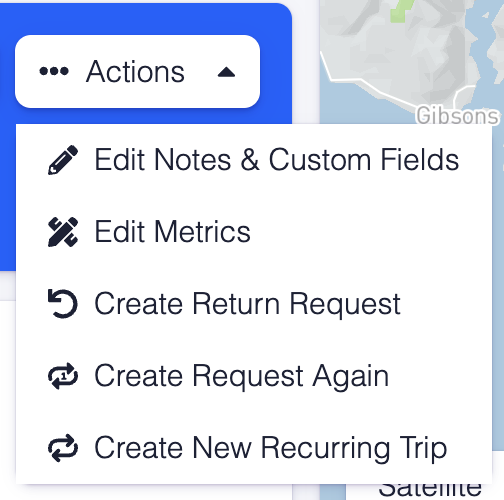 ••• Actions
Gibsons
Edit Notes & Custom Fields
Edit Metrics
Create Return Request
Create Request Again
Create New Recurring Trip
Satellite